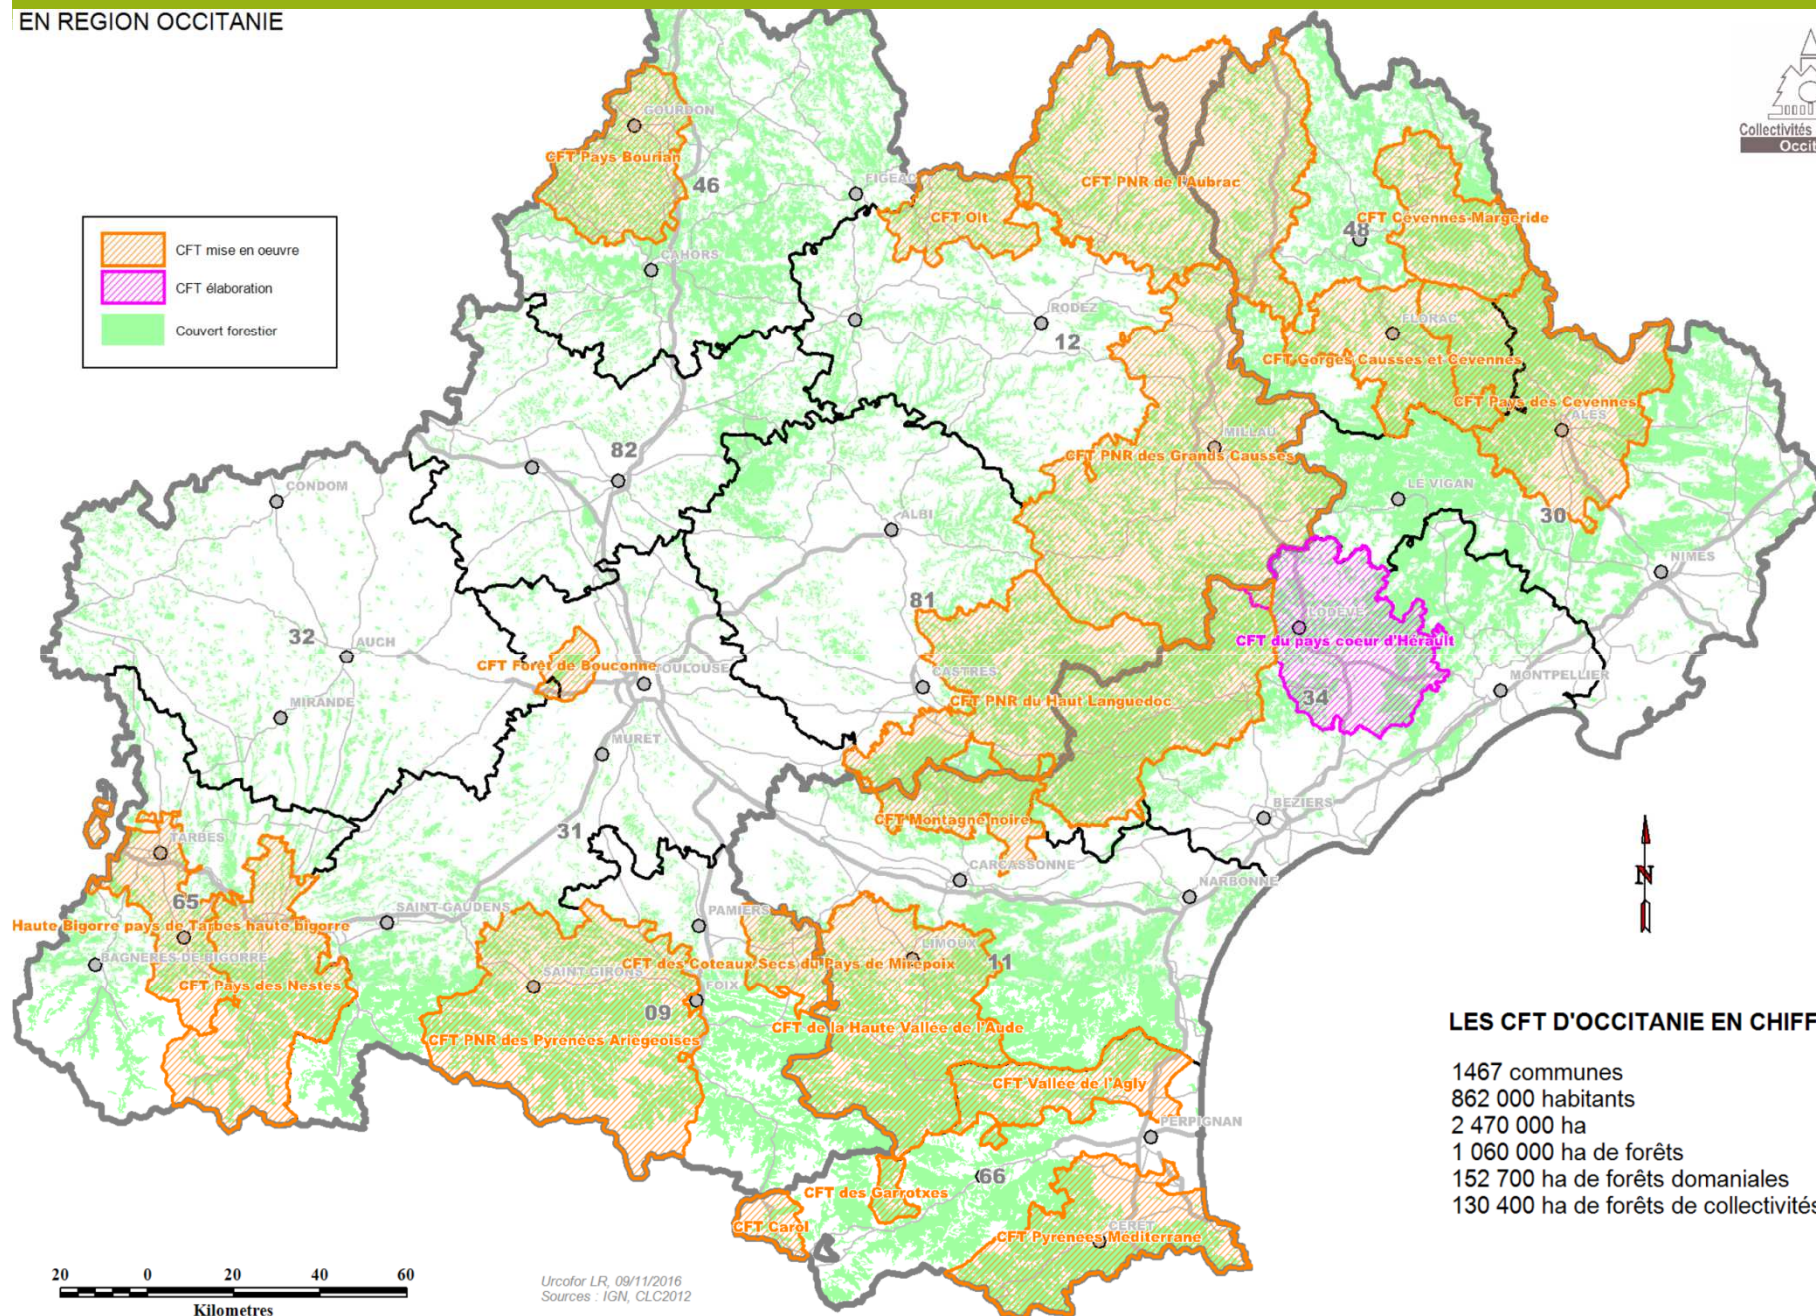 EN REGION OCCITANIE
Collectivités
CFT mise en oeuvre
CFT élaboration
Couvert forestier
GOURDON
CFT Pays Bourian
46
FIGEAC
CAHORS
CFT Olt
CFT PNR de l'Aubrac
CFT Cévennes-Margeride
48
RODEZ
12
FLORAC
CFT Gorges Causses et Cévennes
CFT Pays des Cévennes
ALES
82
MILLAU
CFT PNR des Grands Causses
CONDOM
LE VIGAN
30
ALBI
NIMES
81
32
AUCH
LODEVE
CFT du pays coeur d'Hérault
CFT Forêt de Bouconne
TOULOUSE
CASTRES
CFT PNR du Haut Languedoc
34
MONTPELLIER
MIRANDE
MURET
BEZIERS
CFT Montagne noire
31
TARBES
CARCASSONNE
NARBONNE
65
SAINT GAUDENS
PAMIERS
Haute Bigorre pays de Tarbes haute bigorre
LIMOUX
BAGNERES-DE-BIGORRE
CFT des Coteaux Secs du Pays de Mirepoix
11
SAINT-GIRONS
CFT Pays des Nestes
FOIX
09
CFT de la Haute Vallée de l'Aude
CFT PNR des Pyrénées Ariégeoises
CFT Vallée de l'Agly
PERPIGNAN
66
CFT des Garrotxes
CFT Carol
CERET
CFT Pyrénées Méditerrane
N
LES CFT D'OCCITANIE EN CHIFF
1467 communes
862 000 habitants
2 470 000 ha
1 060 000 ha de forêts
152 700 ha de forêts domaniales
130 400 ha de forêts de collectivités
20 0 20 40 60
Kilometres
Urcofor LR, 09/11/2016
Sources : IGN, CLC2012